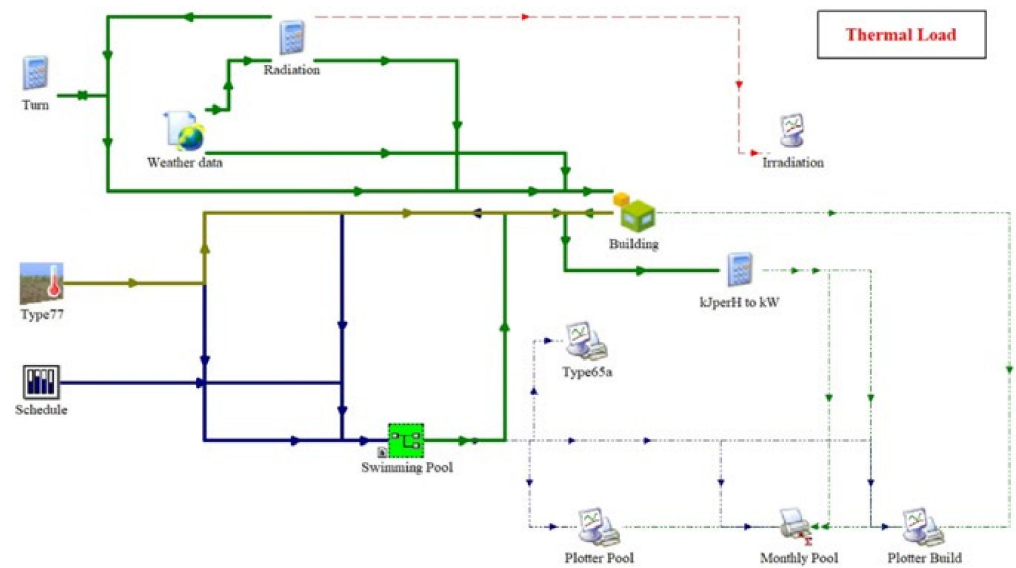 Thermal Load
Radiation
Turn
Weather data
Irradiation
Building
Type77
kJperH to kW
Type65a
Schedule
Swimming Pool
Plotter Pool
Monthly Pool
Plotter Build